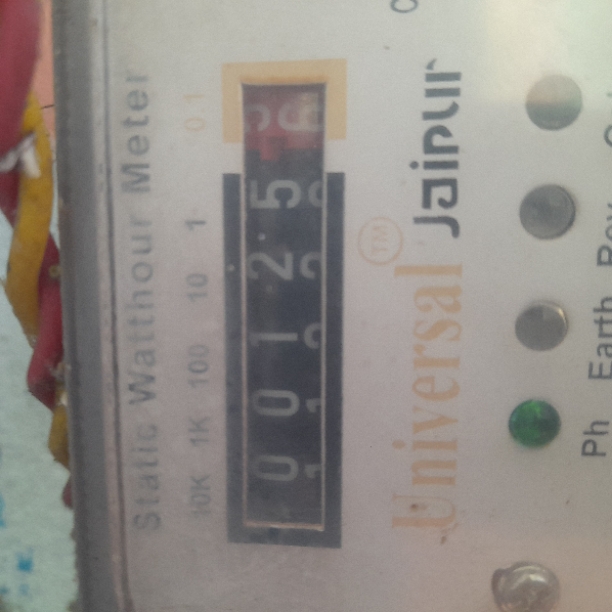 Static Watthour Meter
10K 1K 100 10 1 0.1
0 0 1 2 5
Universal
TM
Jaipur
Ph Earth